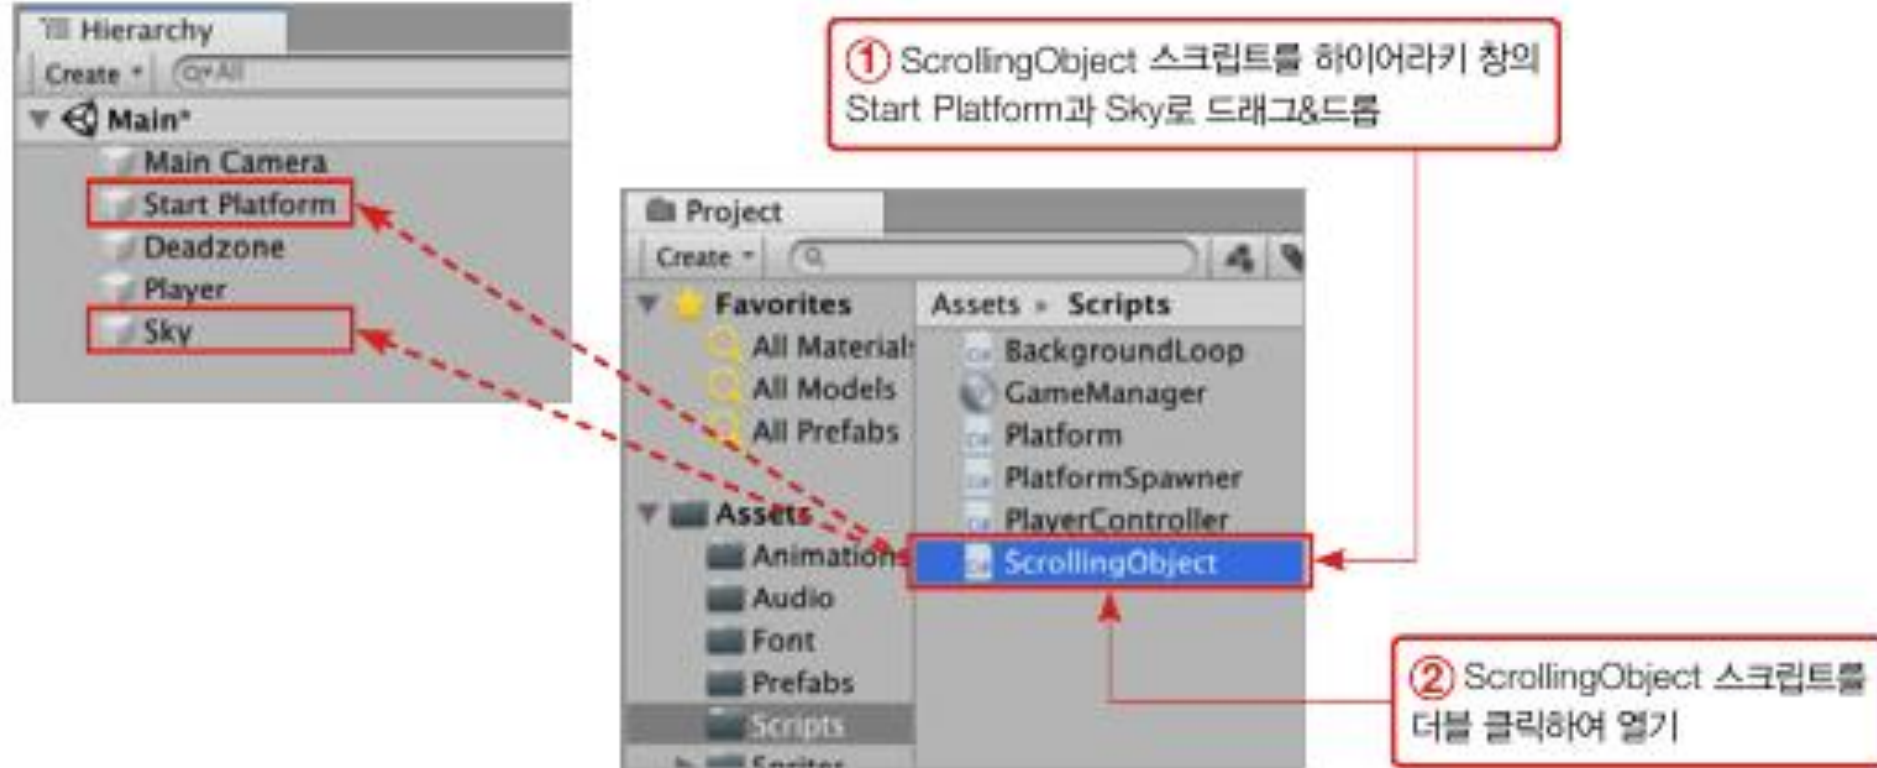 Hierarchy
Create
All
Main*
Main Camera
Start Platform
Deadzone
Player
Sky
① ScrollingObject 스크립트를 하이어라키 창의
Start Platform과 Sky로 드래그&드롭
Project
Create
Favorites
All Materials
All Models
All Prefabs
Assets
Animations
Audio
Font
Prefabs
Scripts
Sprites
Assets Scripts
BackgroundLoop
GameManager
Platform
PlatformSpawner
PlayerController
ScrollingObject
② ScrollingObject 스크립트를
더블 클릭하여 열기